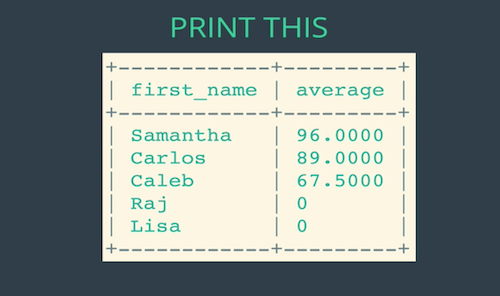 PRINT THIS
+------------+---------+
| first_name | average |
+------------+---------+
| Samantha   | 96.0000 |
| Carlos     | 89.0000 |
| Caleb      | 67.5000 |
| Raj        | 0       |
| Lisa       | 0       |
+------------+---------+